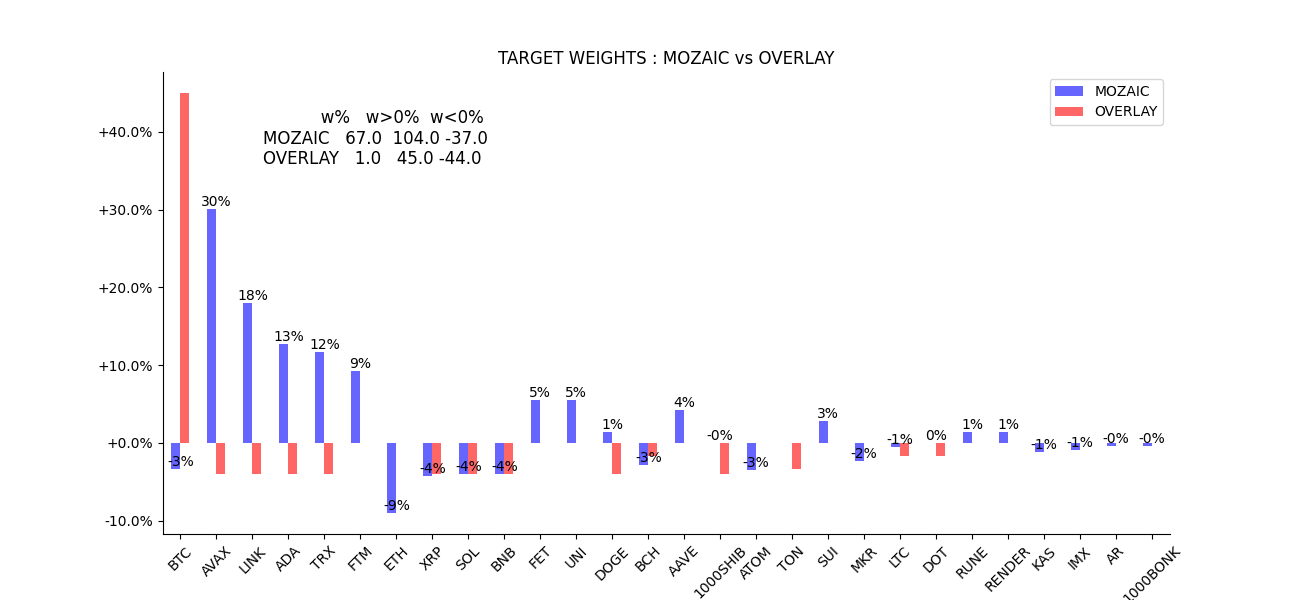 TARGET WEIGHTS : MOZAIC vs OVERLAY
MOZAIC
OVERLAY
w% w>0% w<0%
MOZAIC 67.0 104.0 -37.0
OVERLAY 1.0 45.0 -44.0
+40.0%
+30.0%
+20.0%
+10.0%
+0.0%
-10.0%
-3%
30%
18%
13%
12%
9%
-9%
-4%
-4%
-4%
5%
5%
1%
-3%
4%
-0%
-3%
3%
-2%
-1%
0%
1%
1%
-1%
-1%
-0%
-0%
BTC
AVAX
LINK
ADA
TRX
FTM
ETH
XRP
SOL
BNB
FET
UNI
DOGE
BCH
AAVE
1000SHIB
ATOM
TON
SUI
MKR
LTC
DOT
RUNE
RENDER
KAS
IMX
AR
1000BONK